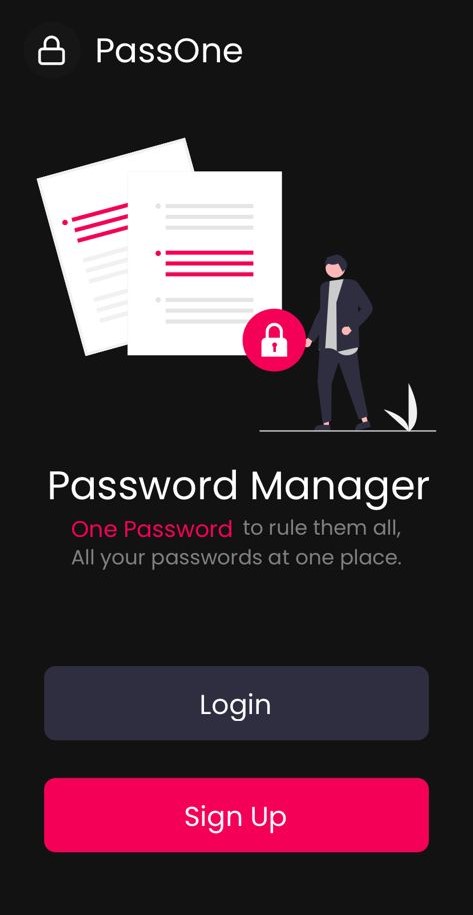 PassOne
Password Manager
One Password to rule them all,
All your passwords at one place.
Login
Sign Up